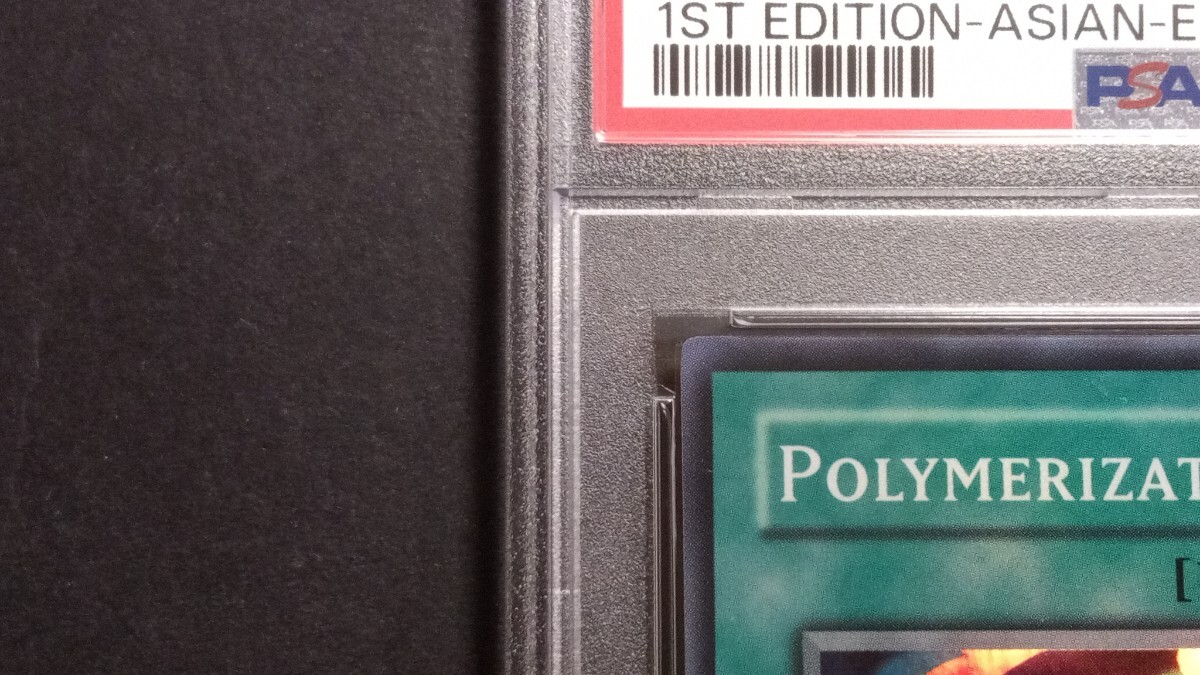 1ST EDITION-ASIAN-E
PSA
POLYMERIZAT
[